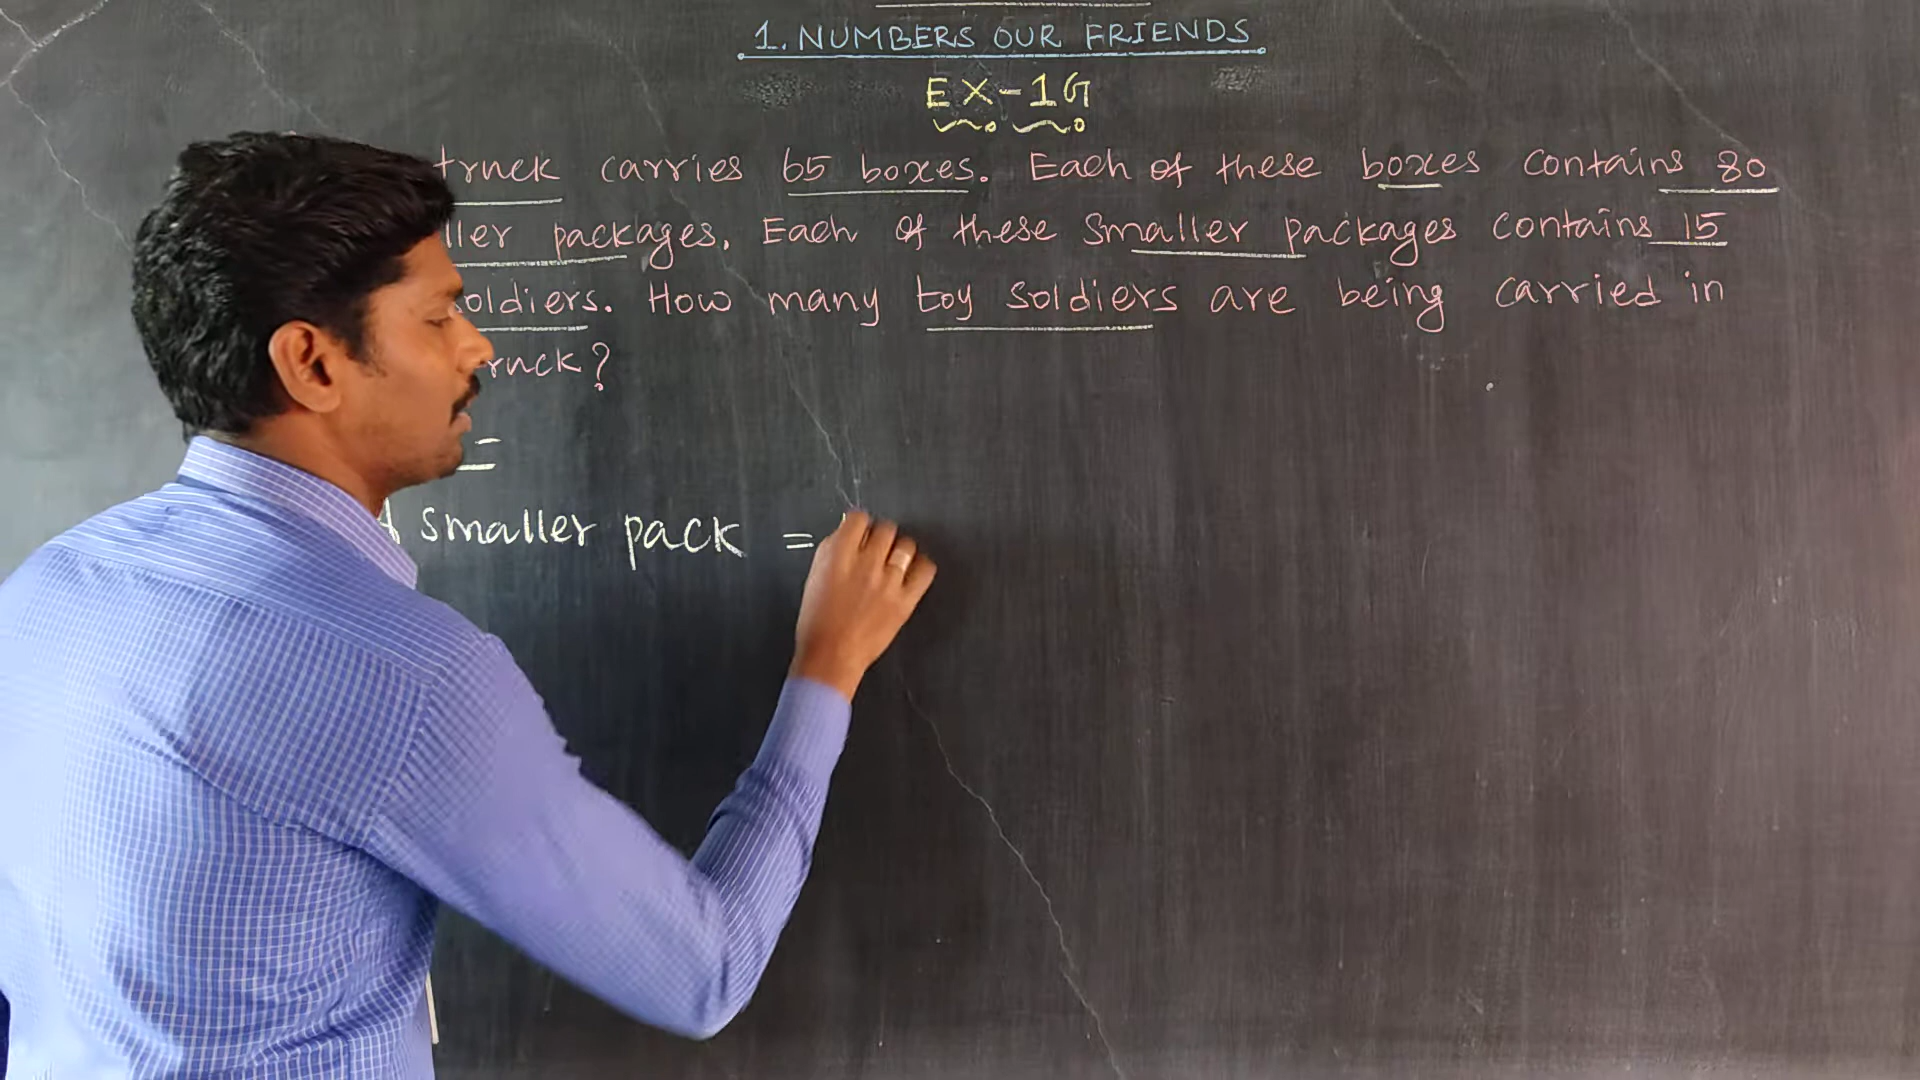 1. NUMBERS OUR FRIENDS
EX-1G
truck carries 65 boxes. Each of these boxes contains 80
ller packages. Each of these smaller packages contains 15
oldiers. How many toy soldiers are being carried in
ruck?
=
smaller pack =